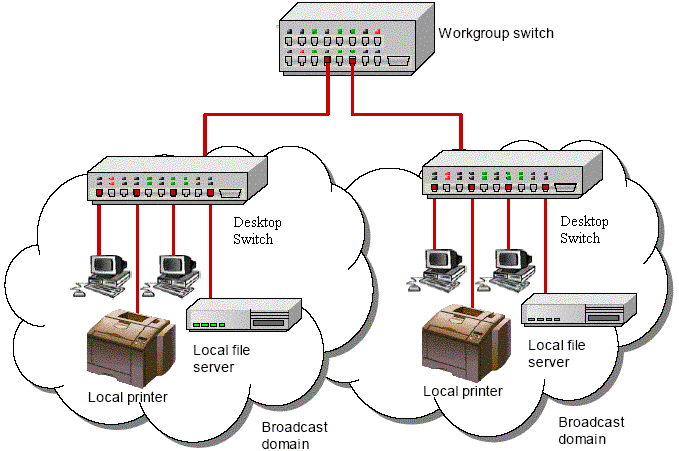 Workgroup switch
Desktop
Switch
Desktop
Switch
Local file
server
Local printer
Broadcast
domain
Local file
server
Local printer
Broadcast
domain